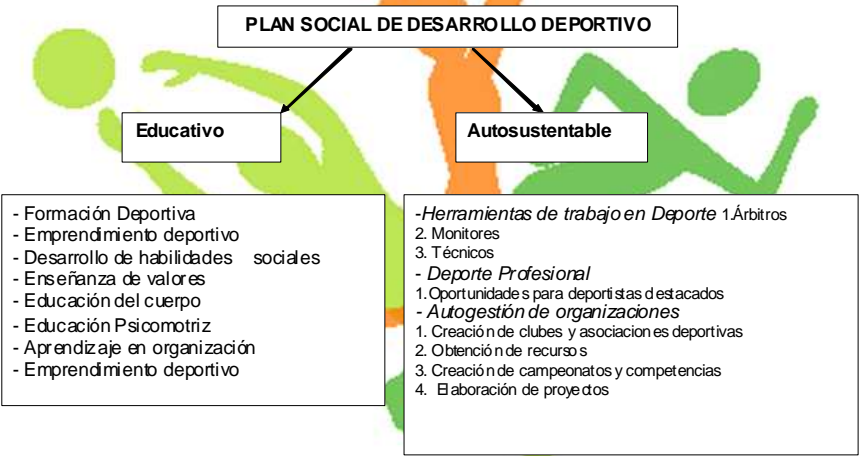 PLAN SOCIAL DE DESARROLLO DEPORTIVO
Educativo
Autosustentable
- Formación Deportiva
- Emprendimiento deportivo
- Desarrollo de habilidades sociales
- Enseñanza de valores
- Educación del cuerpo
- Educación Psicomotriz
- Aprendizaje en organización
- Emprendimiento deportivo
-Herramientas de trabajo en Deporte 1.Árbitros
2. Monitores
3. Técnicos
- Deporte Profesional
1.Oportunidades para deportistas destacados
- Autogestión de organizaciones
1. Creación de clubes y asociaciones deportivas
2. Obtención de recursos
3. Creación de campeonatos y competencias
4. Elaboración de proyectos